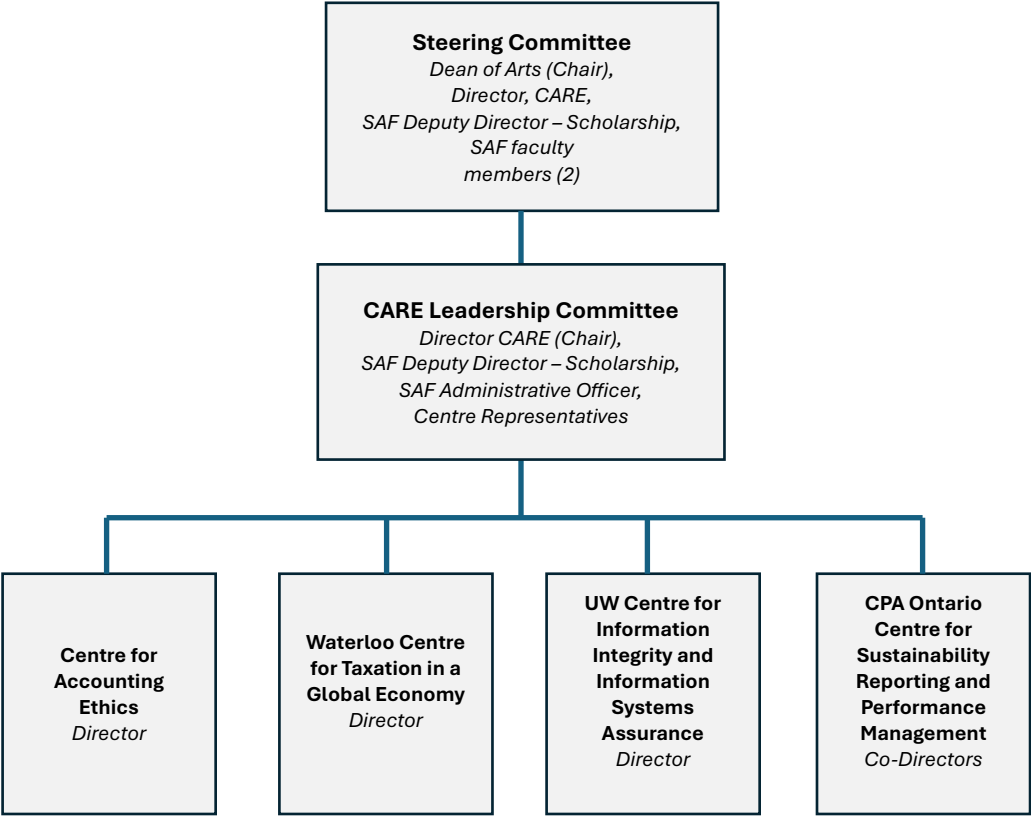 Steering Committee
Dean of Arts (Chair),
Director, CARE,
SAF Deputy Director – Scholarship,
SAF faculty
members (2)
CARE Leadership Committee
Director CARE (Chair),
SAF Deputy Director – Scholarship,
SAF Administrative Officer,
Centre Representatives
Centre for
Accounting
Ethics
Director
Waterloo Centre
for Taxation in a
Global Economy
Director
UW Centre for
Information
Integrity and
Information
Systems
Assurance
Director
CPA Ontario
Centre for
Sustainability
Reporting and
Performance
Management
Co-Directors